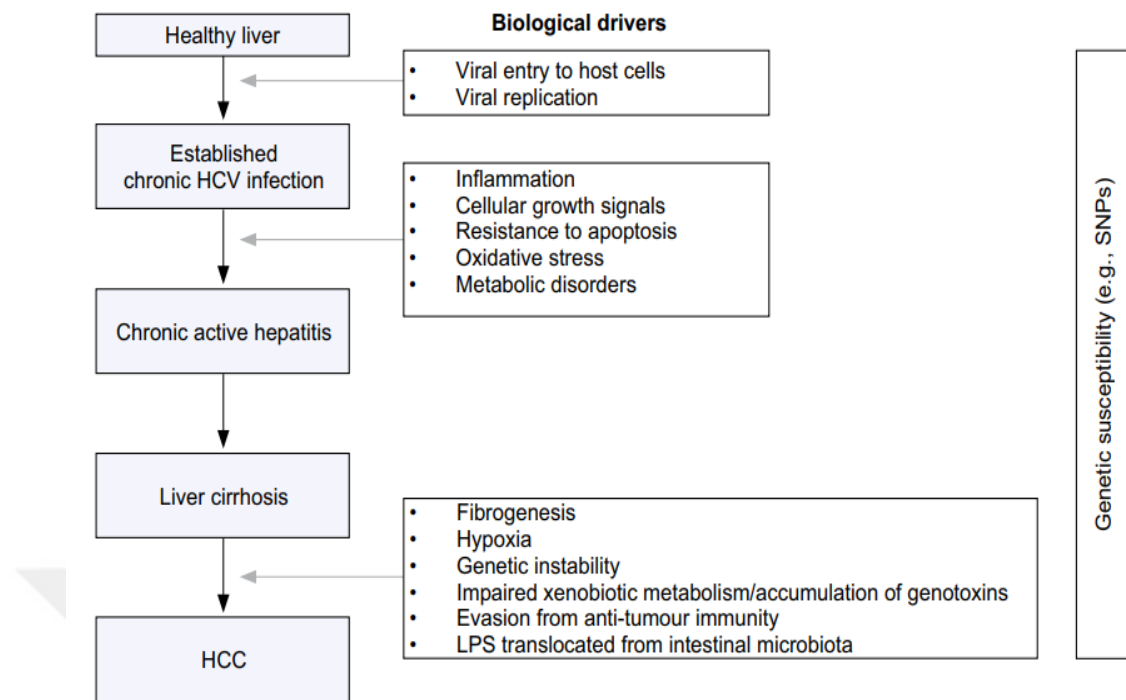 Biological drivers
Healthy liver
• Viral entry to host cells
• Viral replication
Established
chronic HCV infection
• Inflammation
• Cellular growth signals
• Resistance to apoptosis
• Oxidative stress
• Metabolic disorders
Chronic active hepatitis
Liver cirrhosis
• Fibrogenesis
• Hypoxia
• Genetic instability
• Impaired xenobiotic metabolism/accumulation of genotoxins
• Evasion from anti-tumour immunity
• LPS translocated from intestinal microbiota
HCC
Genetic susceptibility (e.g., SNPs)